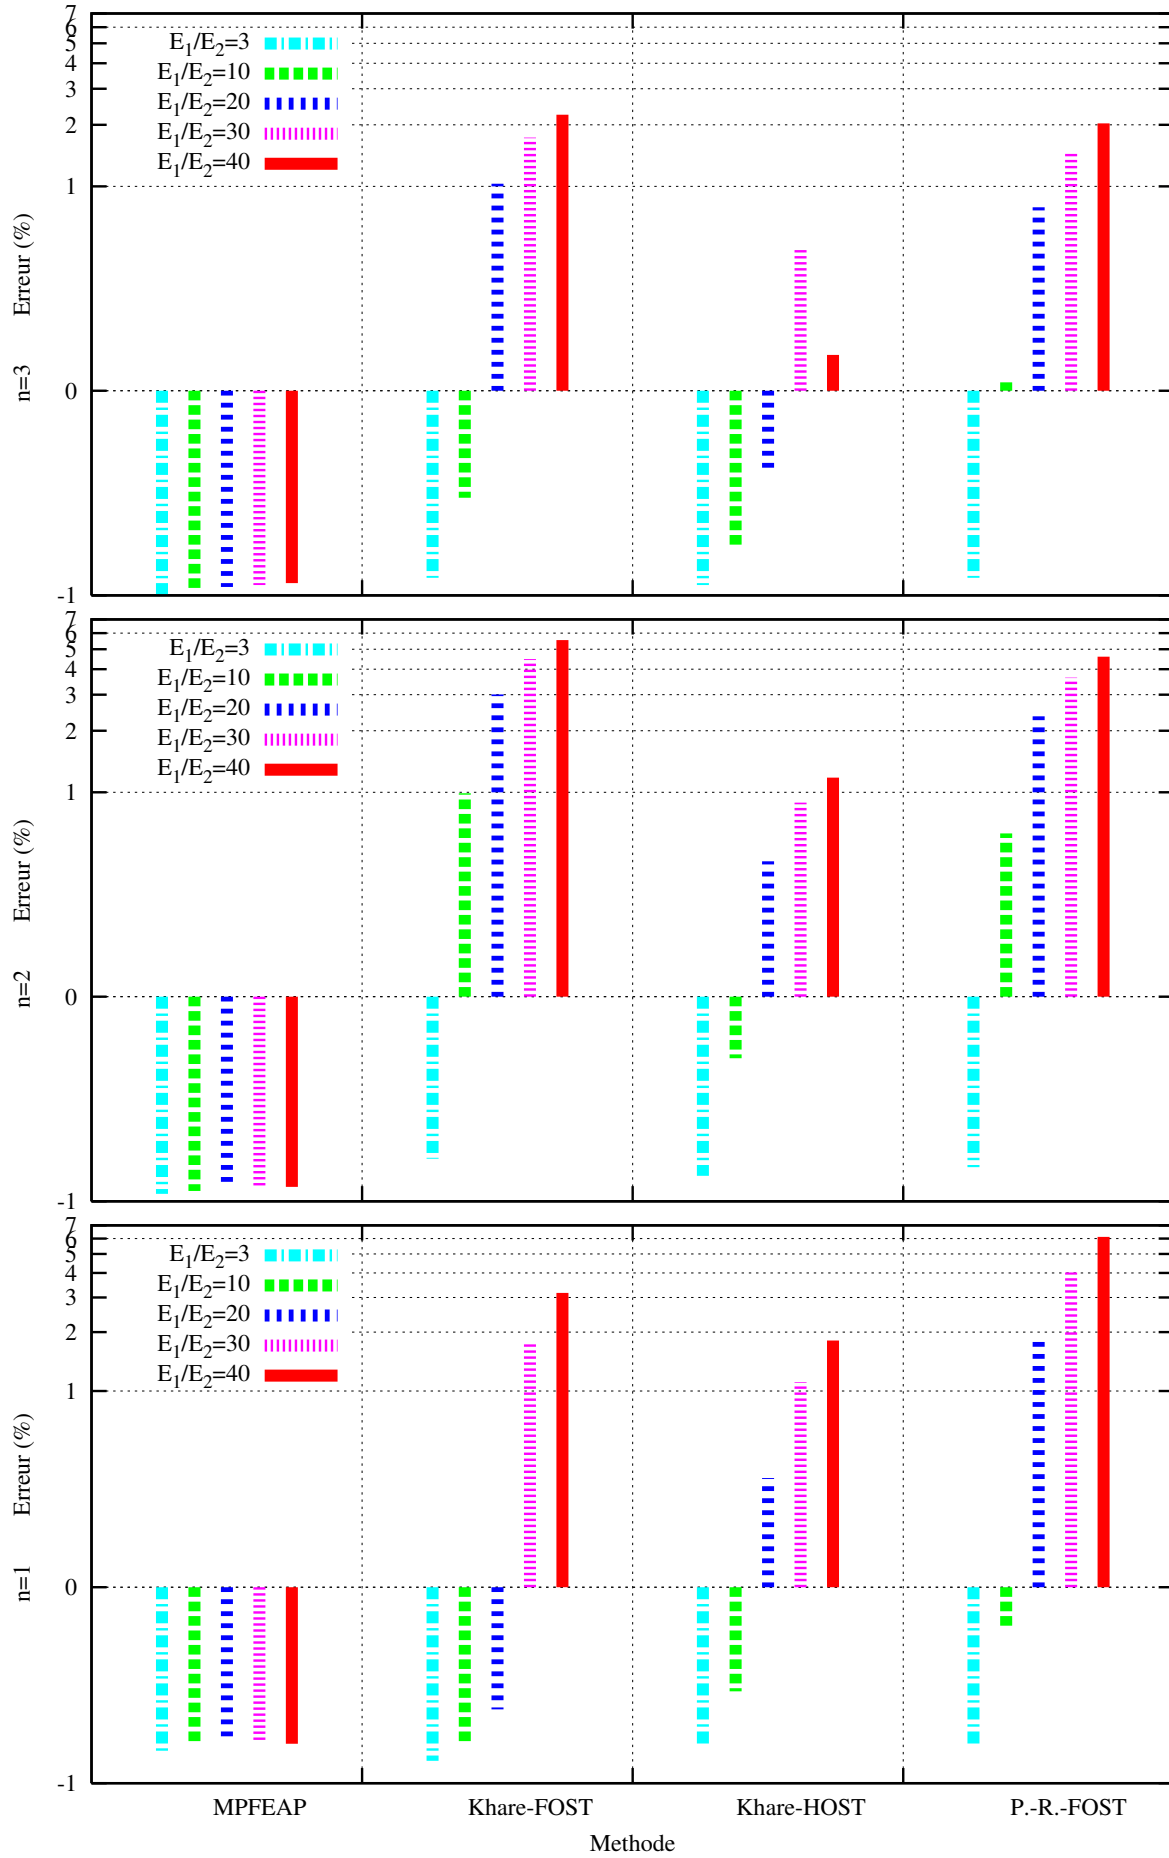 7
6
5
4
3
2
1
0
-1
Erreur (%)
n=3
E1/E2=3
E1/E2=10
E1/E2=20
E1/E2=30
E1/E2=40
7
6
5
4
3
2
1
0
-1
Erreur (%)
n=2
E1/E2=3
E1/E2=10
E1/E2=20
E1/E2=30
E1/E2=40
7
6
5
4
3
2
1
0
-1
Erreur (%)
n=1
E1/E2=3
E1/E2=10
E1/E2=20
E1/E2=30
E1/E2=40
MPFEAP
Khare-FOST
Khare-HOST
P.-R.-FOST
Methode